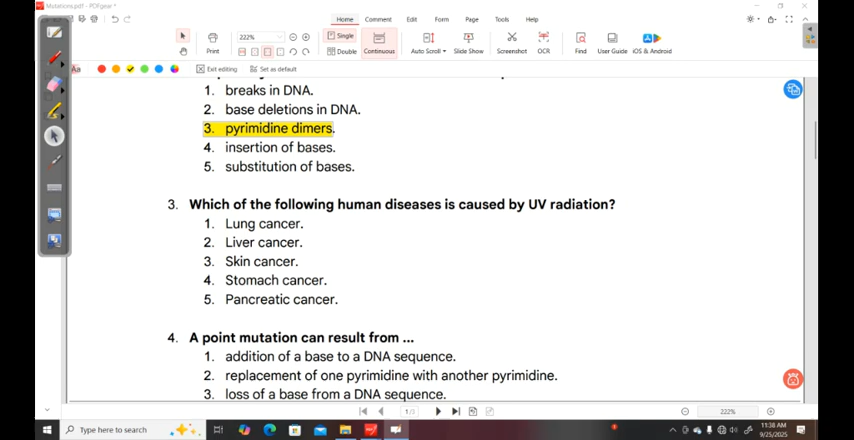 Mutations.pdf* - PDFgear *
Home
Comment
Edit
Form
Page
Tools
Help
Print
222%
Single
Double
Continuous
Auto Scroll
Slide Show
Screenshot
OCR
Find
User Guide
iOS & Android
Aa
Exit editing
Set as default
1. breaks in DNA.
2. base deletions in DNA.
3. pyrimidine dimers.
4. insertion of bases.
5. substitution of bases.
3. Which of the following human diseases is caused by UV radiation?
1. Lung cancer.
2. Liver cancer.
3. Skin cancer.
4. Stomach cancer.
5. Pancreatic cancer.
4. A point mutation can result from ...
1. addition of a base to a DNA sequence.
2. replacement of one pyrimidine with another pyrimidine.
3. loss of a base from a DNA sequence.
222%
Type here to search
11:38 AM
9/25/2025